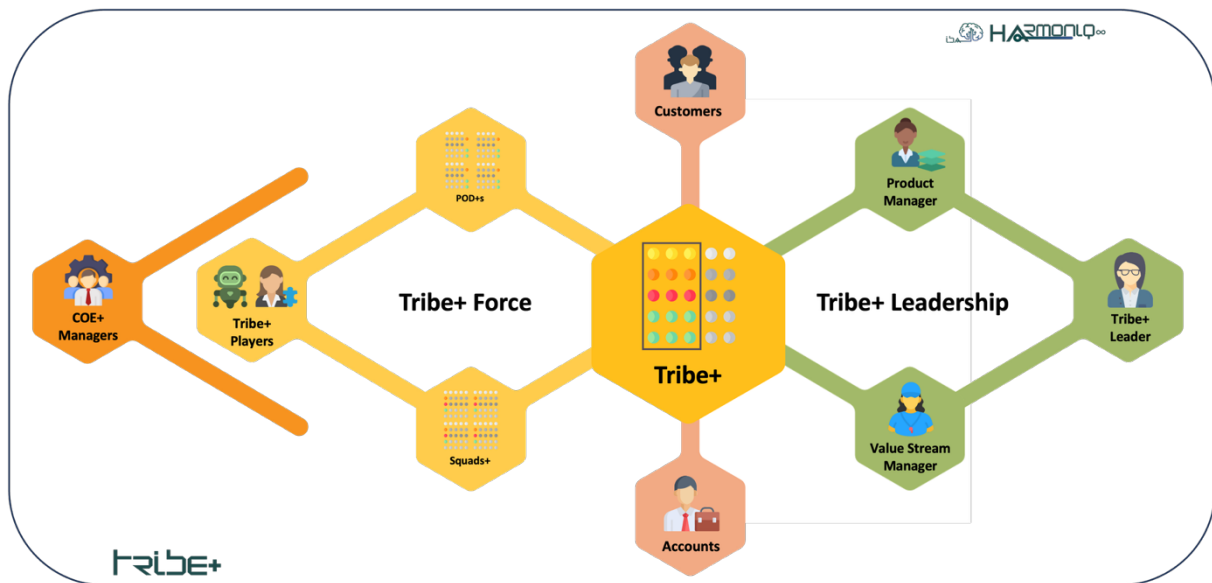 HARMONIQ∞
Customers
Product
Manager
POD+s
COE+
Managers
Tribe+
Players
Tribe+ Force
Tribe+
Tribe+ Leadership
Tribe+
Leader
Squads+
Value Stream
Manager
Accounts
TRIBE+